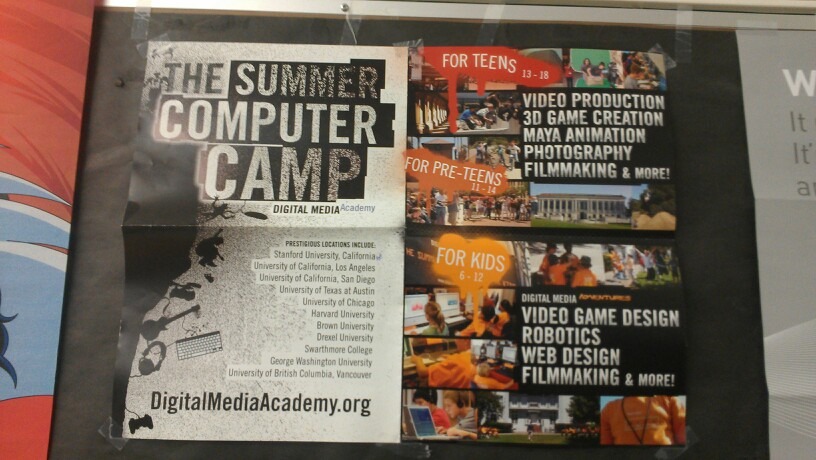 THE SUMMER
COMPUTER
CAMP
DIGITAL MEDIA Academy
PRESTIGIOUS LOCATIONS INCLUDE:
Stanford University, California
University of California, Los Angeles
University of California, San Diego
University of Texas at Austin
University of Chicago
Harvard University
Brown University
Drexel University
Swarthmore College
George Washington University
University of British Columbia, Vancouver
DigitalMediaAcademy.org
FOR TEENS
13 - 18
VIDEO PRODUCTION
3D GAME CREATION
MAYA ANIMATION
PHOTOGRAPHY
FILMMAKING & MORE!
FOR PRE-TEENS
11 - 14
FOR KIDS
6 - 12
DIGITAL MEDIA ADVENTURES
VIDEO GAME DESIGN
ROBOTICS
WEB DESIGN
FILMMAKING & MORE!
W
It
It'
a